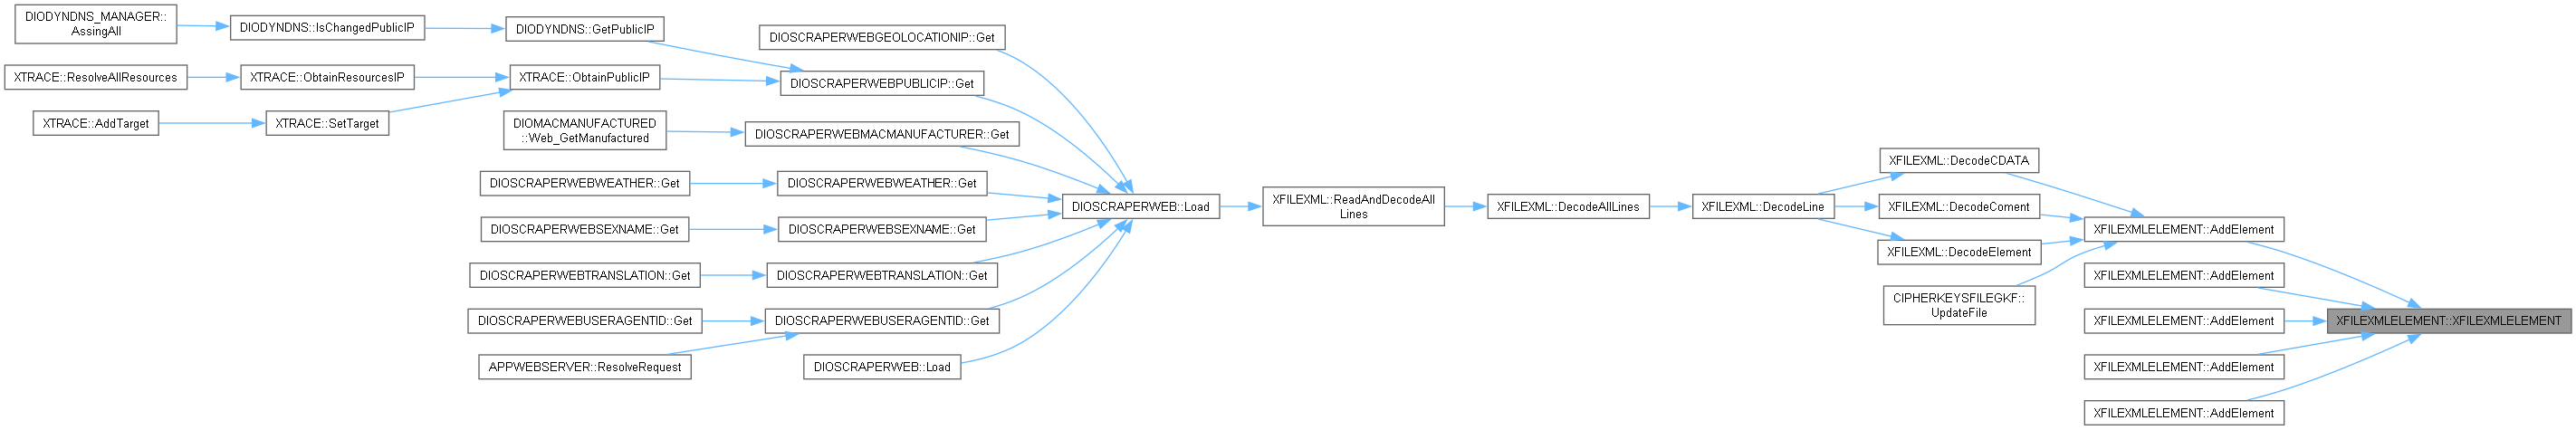 DIODYNDNS_MANAGER::
AssingAll
DIODYNDNS::IsChangedPublicIP
DIODYNDNS::GetPublicIP
XTRACE::ResolveAllResources
XTRACE::ObtainResourcesIP
XTRACE::ObtainPublicIP
XTRACE::AddTarget
XTRACE::SetTarget
DIOMACMANUFACTURED
::Web_GetManufactured
DIOSCRAPERWEBWEATHER::Get
DIOSCRAPERWEBSEXNAME::Get
DIOSCRAPERWEBTRANSLATION::Get
DIOSCRAPERWEBUSERAGENTID::Get
APPWEBSERVER::ResolveRequest
DIOSCRAPERWEBGEOLOCATIONIP::Get
DIOSCRAPERWEBPUBLICIP::Get
DIOSCRAPERWEBMACMANUFACTURER::Get
DIOSCRAPERWEBWEATHER::Get
DIOSCRAPERWEBSEXNAME::Get
DIOSCRAPERWEBTRANSLATION::Get
DIOSCRAPERWEBUSERAGENTID::Get
DIOSCRAPERWEB::Load
DIOSCRAPERWEB::Load
XFILEXML::ReadAndDecodeAll
Lines
XFILEXML::DecodeAllLines
XFILEXML::DecodeLine
XFILEXML::DecodeCDATA
XFILEXML::DecodeComent
XFILEXML::DecodeElement
CIPHERKEYSFILEGKF::
UpdateFile
XFILEXMLELEMENT::AddElement
XFILEXMLELEMENT::AddElement
XFILEXMLELEMENT::AddElement
XFILEXMLELEMENT::AddElement
XFILEXMLELEMENT::AddElement
XFILEXMLELEMENT::XFILEXMLELEMENT